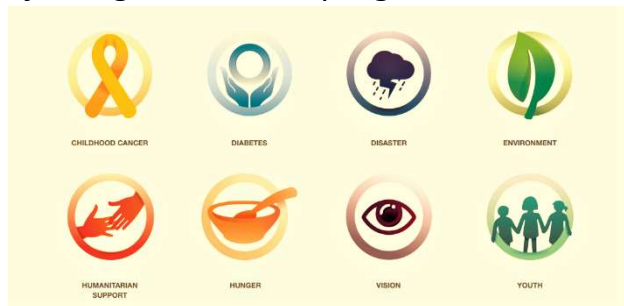 CHILDHOOD CANCER
DIABETES
DISASTER
ENVIRONMENT
HUMANITARIAN
SUPPORT
HUNGER
VISION
YOUTH